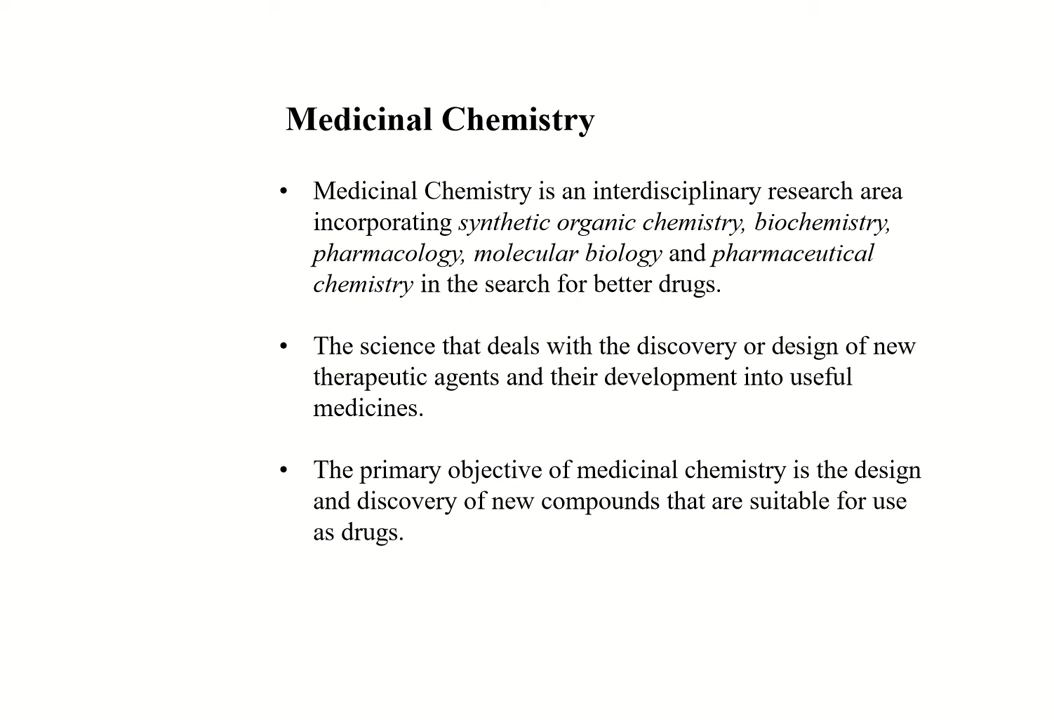 Medicinal Chemistry
• Medicinal Chemistry is an interdisciplinary research area
incorporating synthetic organic chemistry, biochemistry,
pharmacology, molecular biology and pharmaceutical
chemistry in the search for better drugs.
• The science that deals with the discovery or design of new
therapeutic agents and their development into useful
medicines.
• The primary objective of medicinal chemistry is the design
and discovery of new compounds that are suitable for use
as drugs.